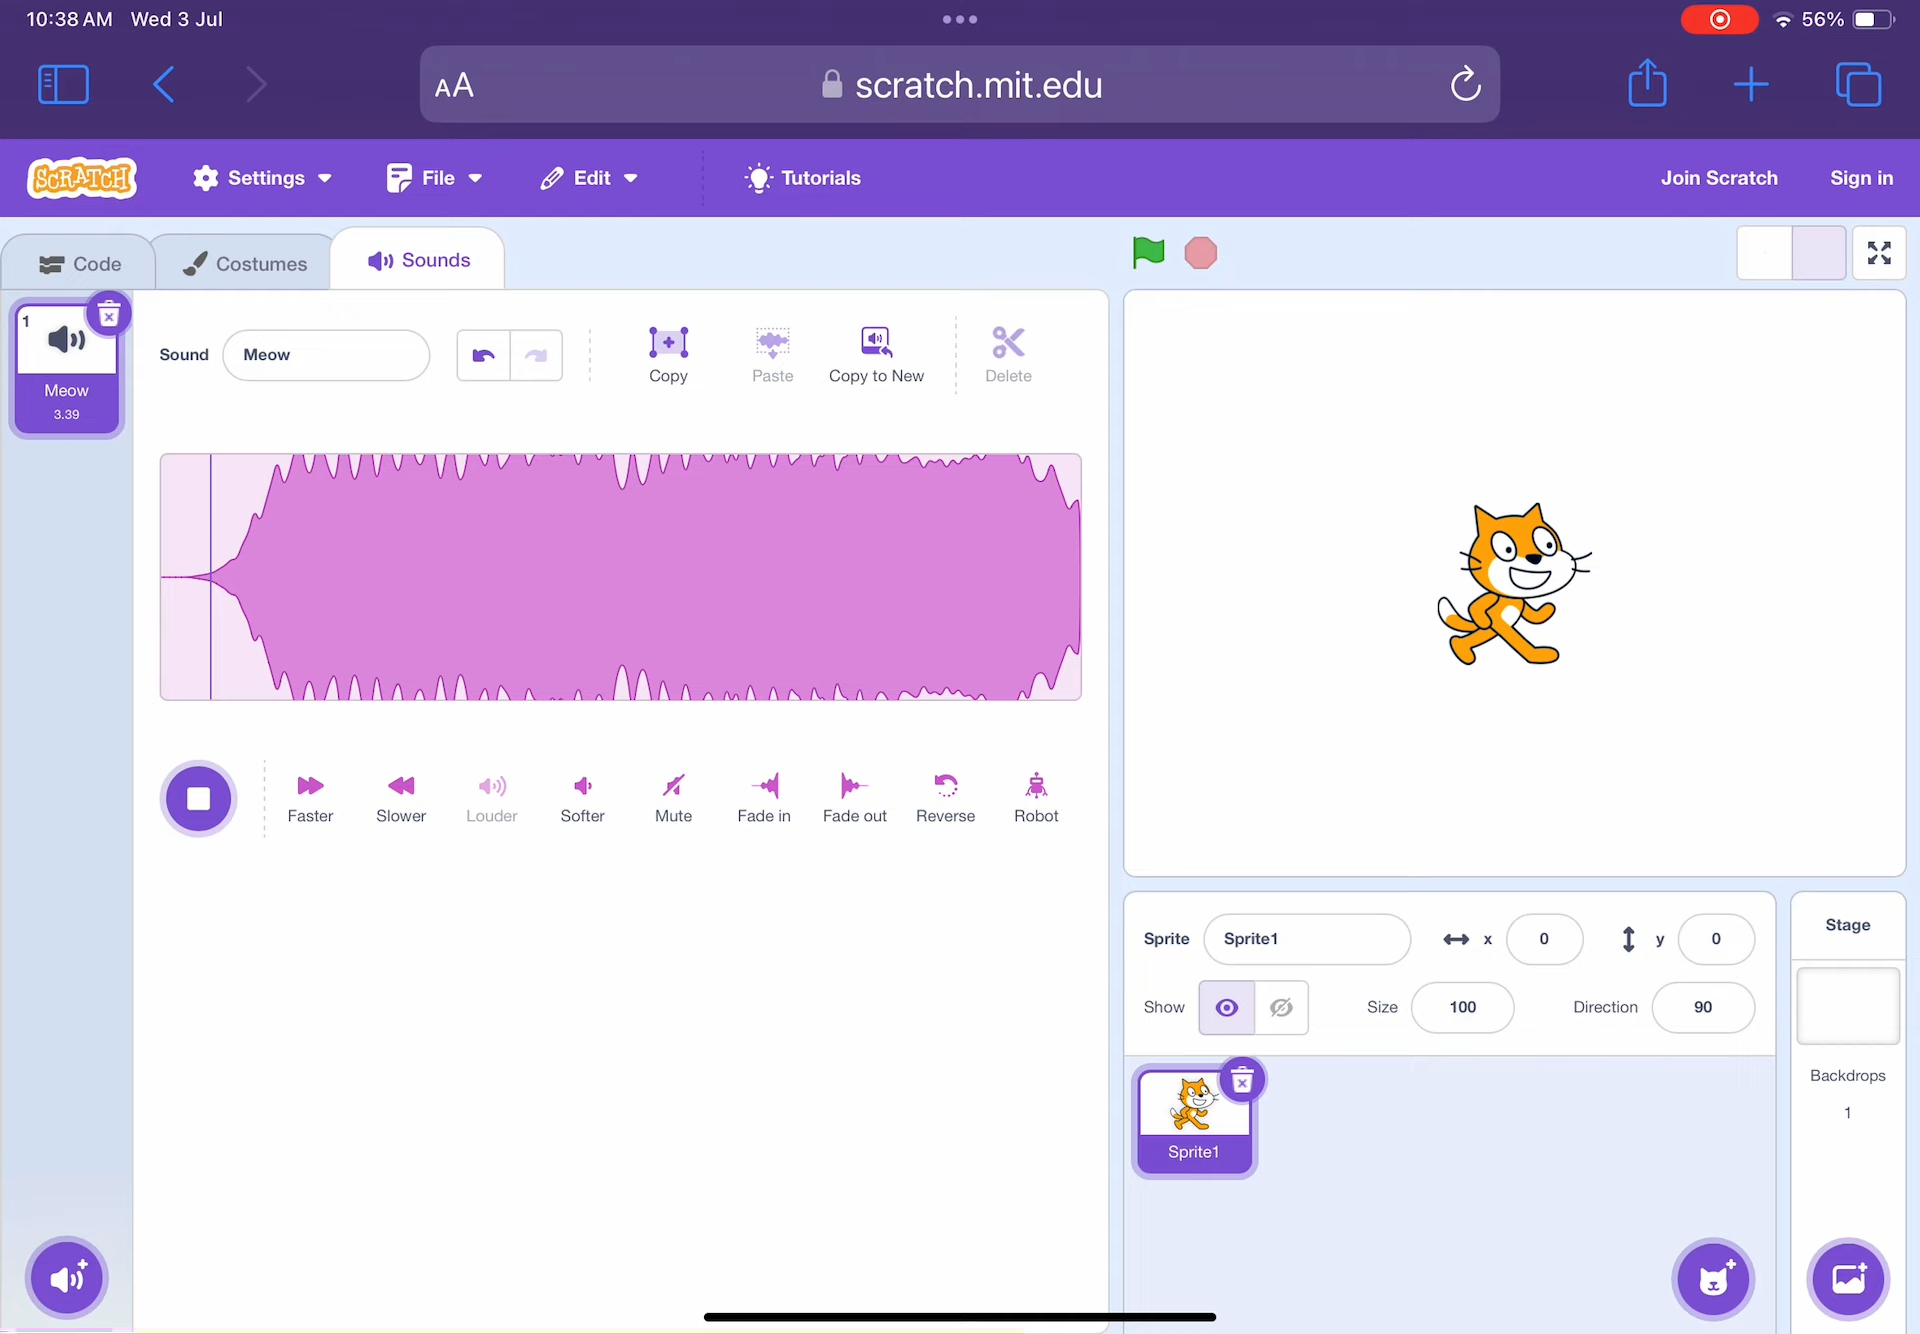 10:38 AM Wed 3 Jul
56%
AA
scratch.mit.edu
SCRATCH
Settings
File
Edit
Tutorials
Join Scratch
Sign in
Code
Costumes
Sounds
1
Meow
3.39
Sound
Meow
Copy
Paste
Copy to New
Delete
Faster
Slower
Louder
Softer
Mute
Fade in
Fade out
Reverse
Robot
Sprite
Sprite1
x
0
y
0
Show
Size
100
Direction
90
Sprite1
Stage
Backdrops
1